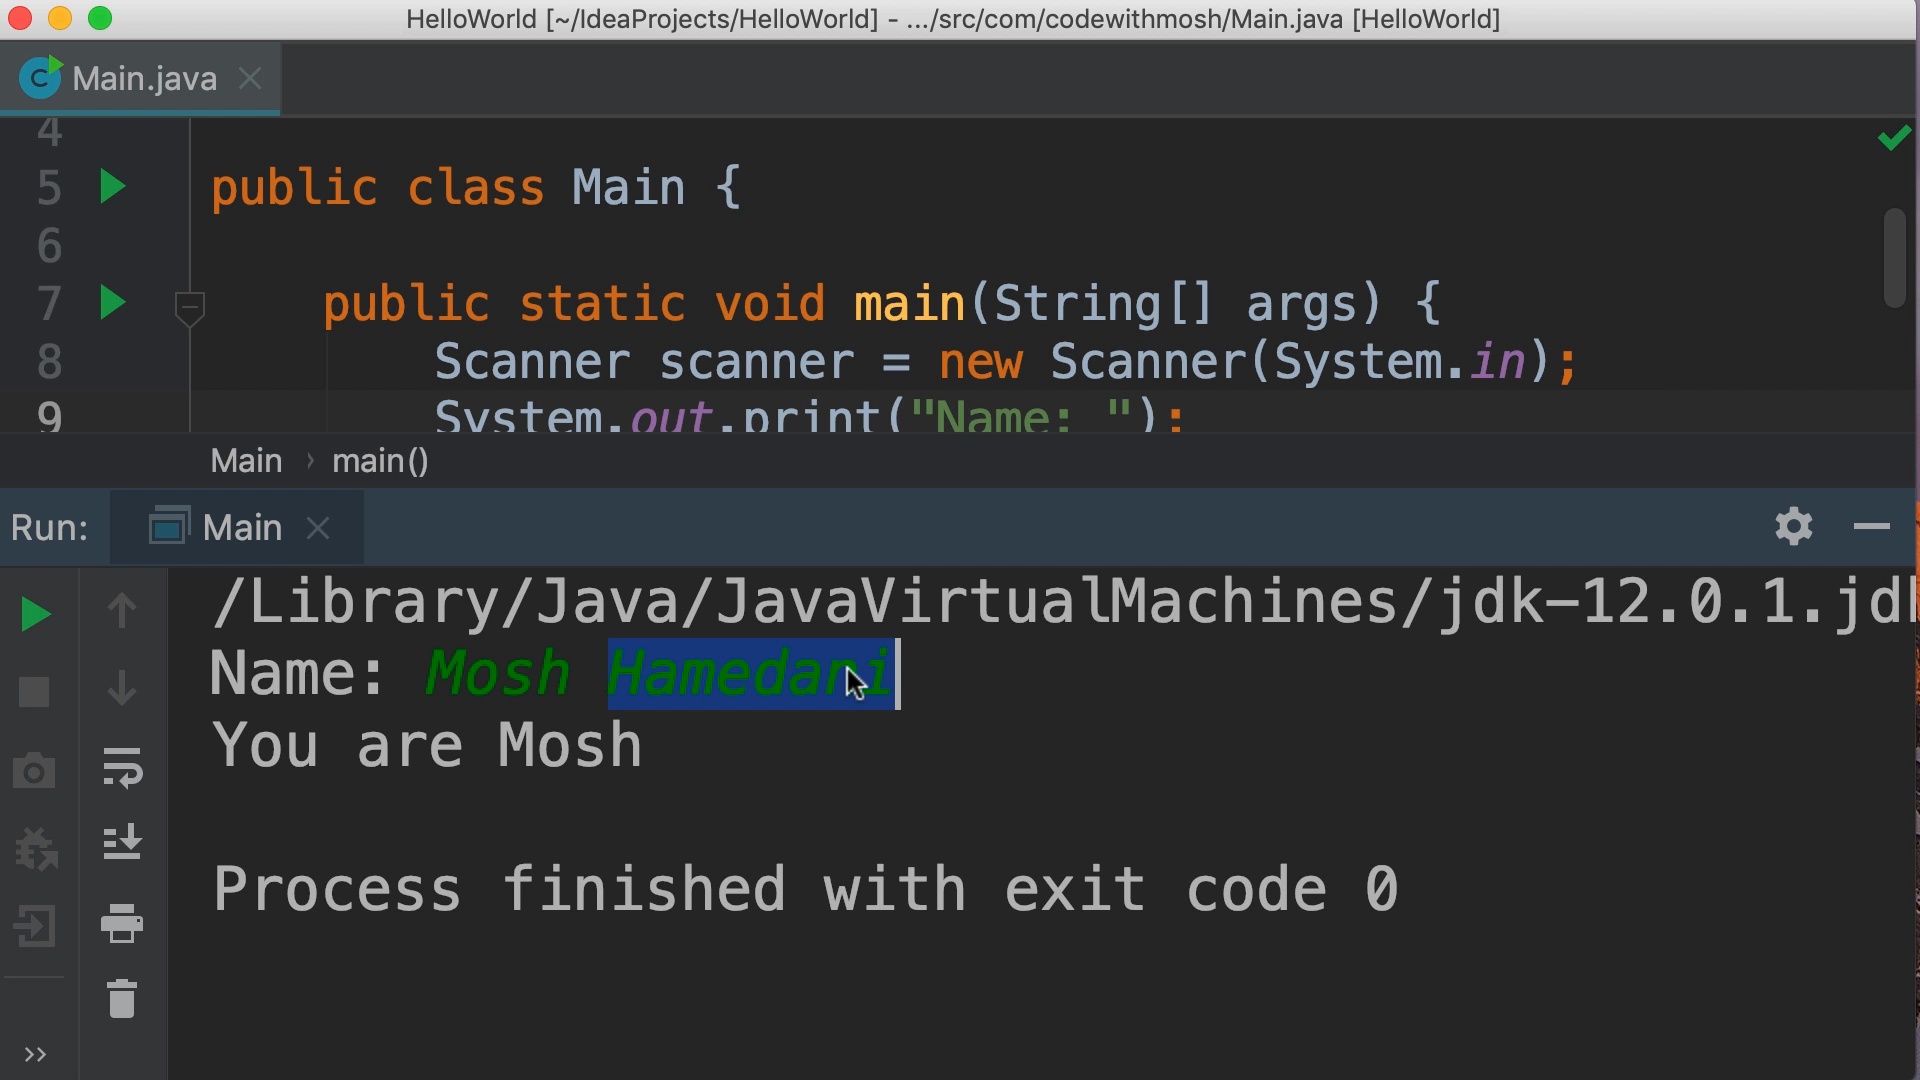 HelloWorld [~/IdeaProjects/HelloWorld] - .../src/com/codewithmosh/Main.java [HelloWorld]
C Main.java
4
5 public class Main {
6
7 public static void main(String[] args) {
8 Scanner scanner = new Scanner(System.in);
9 System.out.print("Name: ");
Main › main()
Run: Main
/Library/Java/JavaVirtualMachines/jdk-12.0.1.jdk
Name: Mosh Hamedani
You are Mosh
Process finished with exit code 0